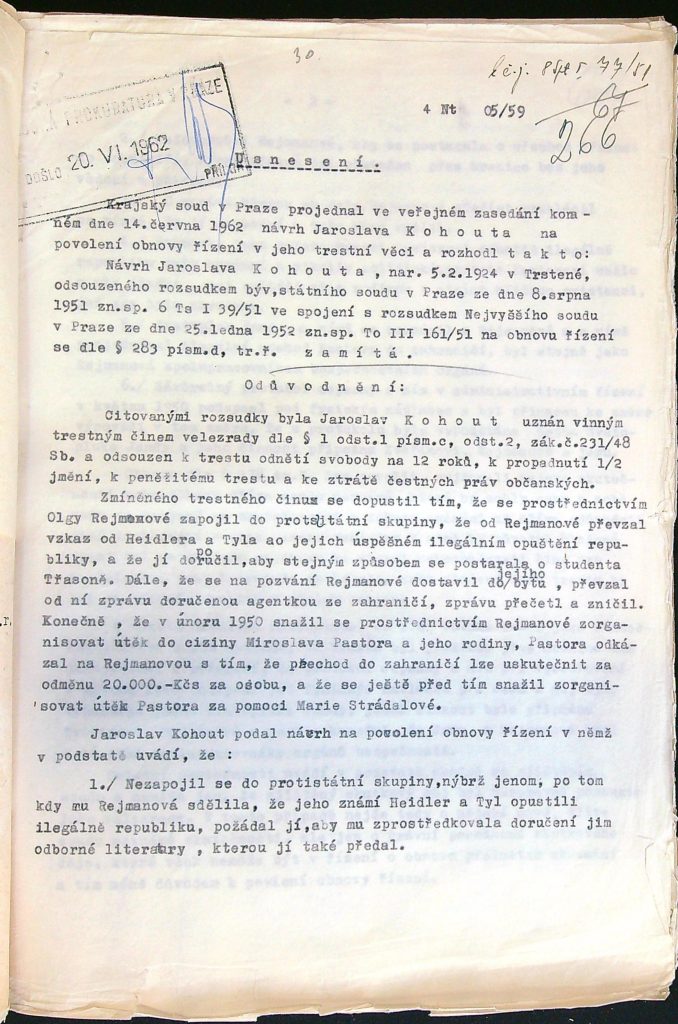 30
4 Nt 05/59
PROKURATURA V PRAZE
DOŠLO 20. VI. 1962
PŘÍLOH
Usnesení.
Krajský soud v Praze projednal ve veřejném zasedání kona-
ném dne 14.června 1962 návrh Jaroslava K o h o u t a na
povolení obnovy řízení v jeho trestní věci a rozhodl t a k t o:
Návrh Jaroslava K o h o u t a , nar. 5.2.1924 v Trstené,
odsouzeného rozsudkem býv,státního soudu v Praze ze dne 8.srpna
1951 zn.sp. 6 Ts I 39/51 ve spojení s rozsudkem Nejvyššího soudu
v Praze ze dne 25.ledna 1952 zn.sp. To III 161/51 na obnovu řízení
se dle § 283 písm.d, tr.ř. z a m í t á .
Odůvodnění:
Citovanými rozsudky byla Jaroslav K o h o u t uznán vinným
trestným činem velezrady dle § 1 odst.1 písm.c, odst.2, zák.č.231/48
Sb. a odsouzen k trestu odnětí svobody na 12 roků, k propadnutí 1/2
jmění, k peněžitému trestu a ke ztrátě čestných práv občanských.
Zmíněného trestného činu se dopustil tím, že se prostřednictvím
Olgy Rejmanové zapojil do protstátní skupiny, že od Rejmanové převzal
vzkaz od Heidlera a Tyla ao jejich úspěšném ilegálním opuštění repu-
bliky, a že jí doporučil,aby stejným způsobem se postarala o studenta
Třasoně. Dále, že se na pozvání Rejmanové dostavil do/jejího bytu , převzal
od ní zprávu doručenou agentkou ze zahraničí, zprávu přečetl a zničil.
Konečně , že v únoru 1950 snažil se prostřednictvím Rejmanové zorga-
nisovat útěk do ciziny Miroslava Pastora a jeho rodiny, Pastora odká-
zal na Rejmanovou s tím, že přechod do zahraničí lze uskutečnit za
odměnu 20.000.-Kčs za osobu, a že se ještě před tím snažil zorgani-
sovat útěk Pastora za pomoci Marie Strádalové.
Jaroslav Kohout podal návrh na povolení obnovy řízení v němž
v podstatě uvádí, že :
1./ Nezapojil se do protistátní skupiny,nýbrž jenom, po tom
kdy mu Rejmanová sdělila, že jeho známí Heidler a Tyl opustili
ilegálně republiku, požádal jí,aby mu zprostředkovala doručení jim
odborné literatury , kterou jí také předal.